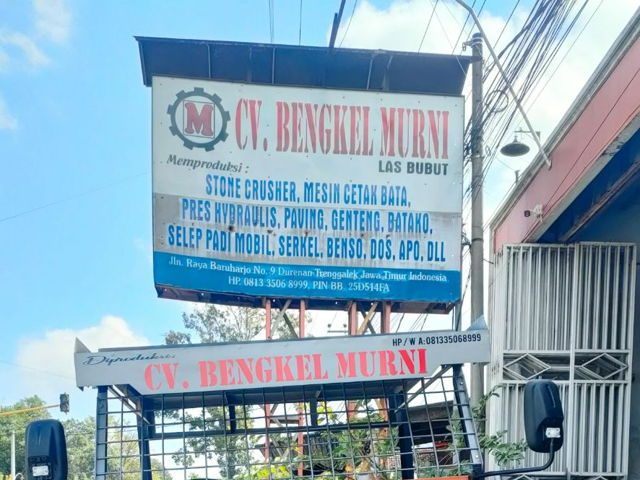 M
CV. BENGKEL MURNI
LAS BUBUT
Memproduksi :
STONE CRUSHER, MESIN CETAK BATA,
PRES HYDRAULIS, PAVING, GENTENG, BATAKO,
SELEP PADI MOBIL, SERKEL, BENSO, DOS, APO, DLL
Jln. Raya Baruharjo No. 9 Durenan Trenggalek Jawa Timur Indonesia
HP. 0813 3506 8999, PIN BB. 25D514FA
Diproduksi:
HP/WA:081335068999
CV. BENGKEL MURNI